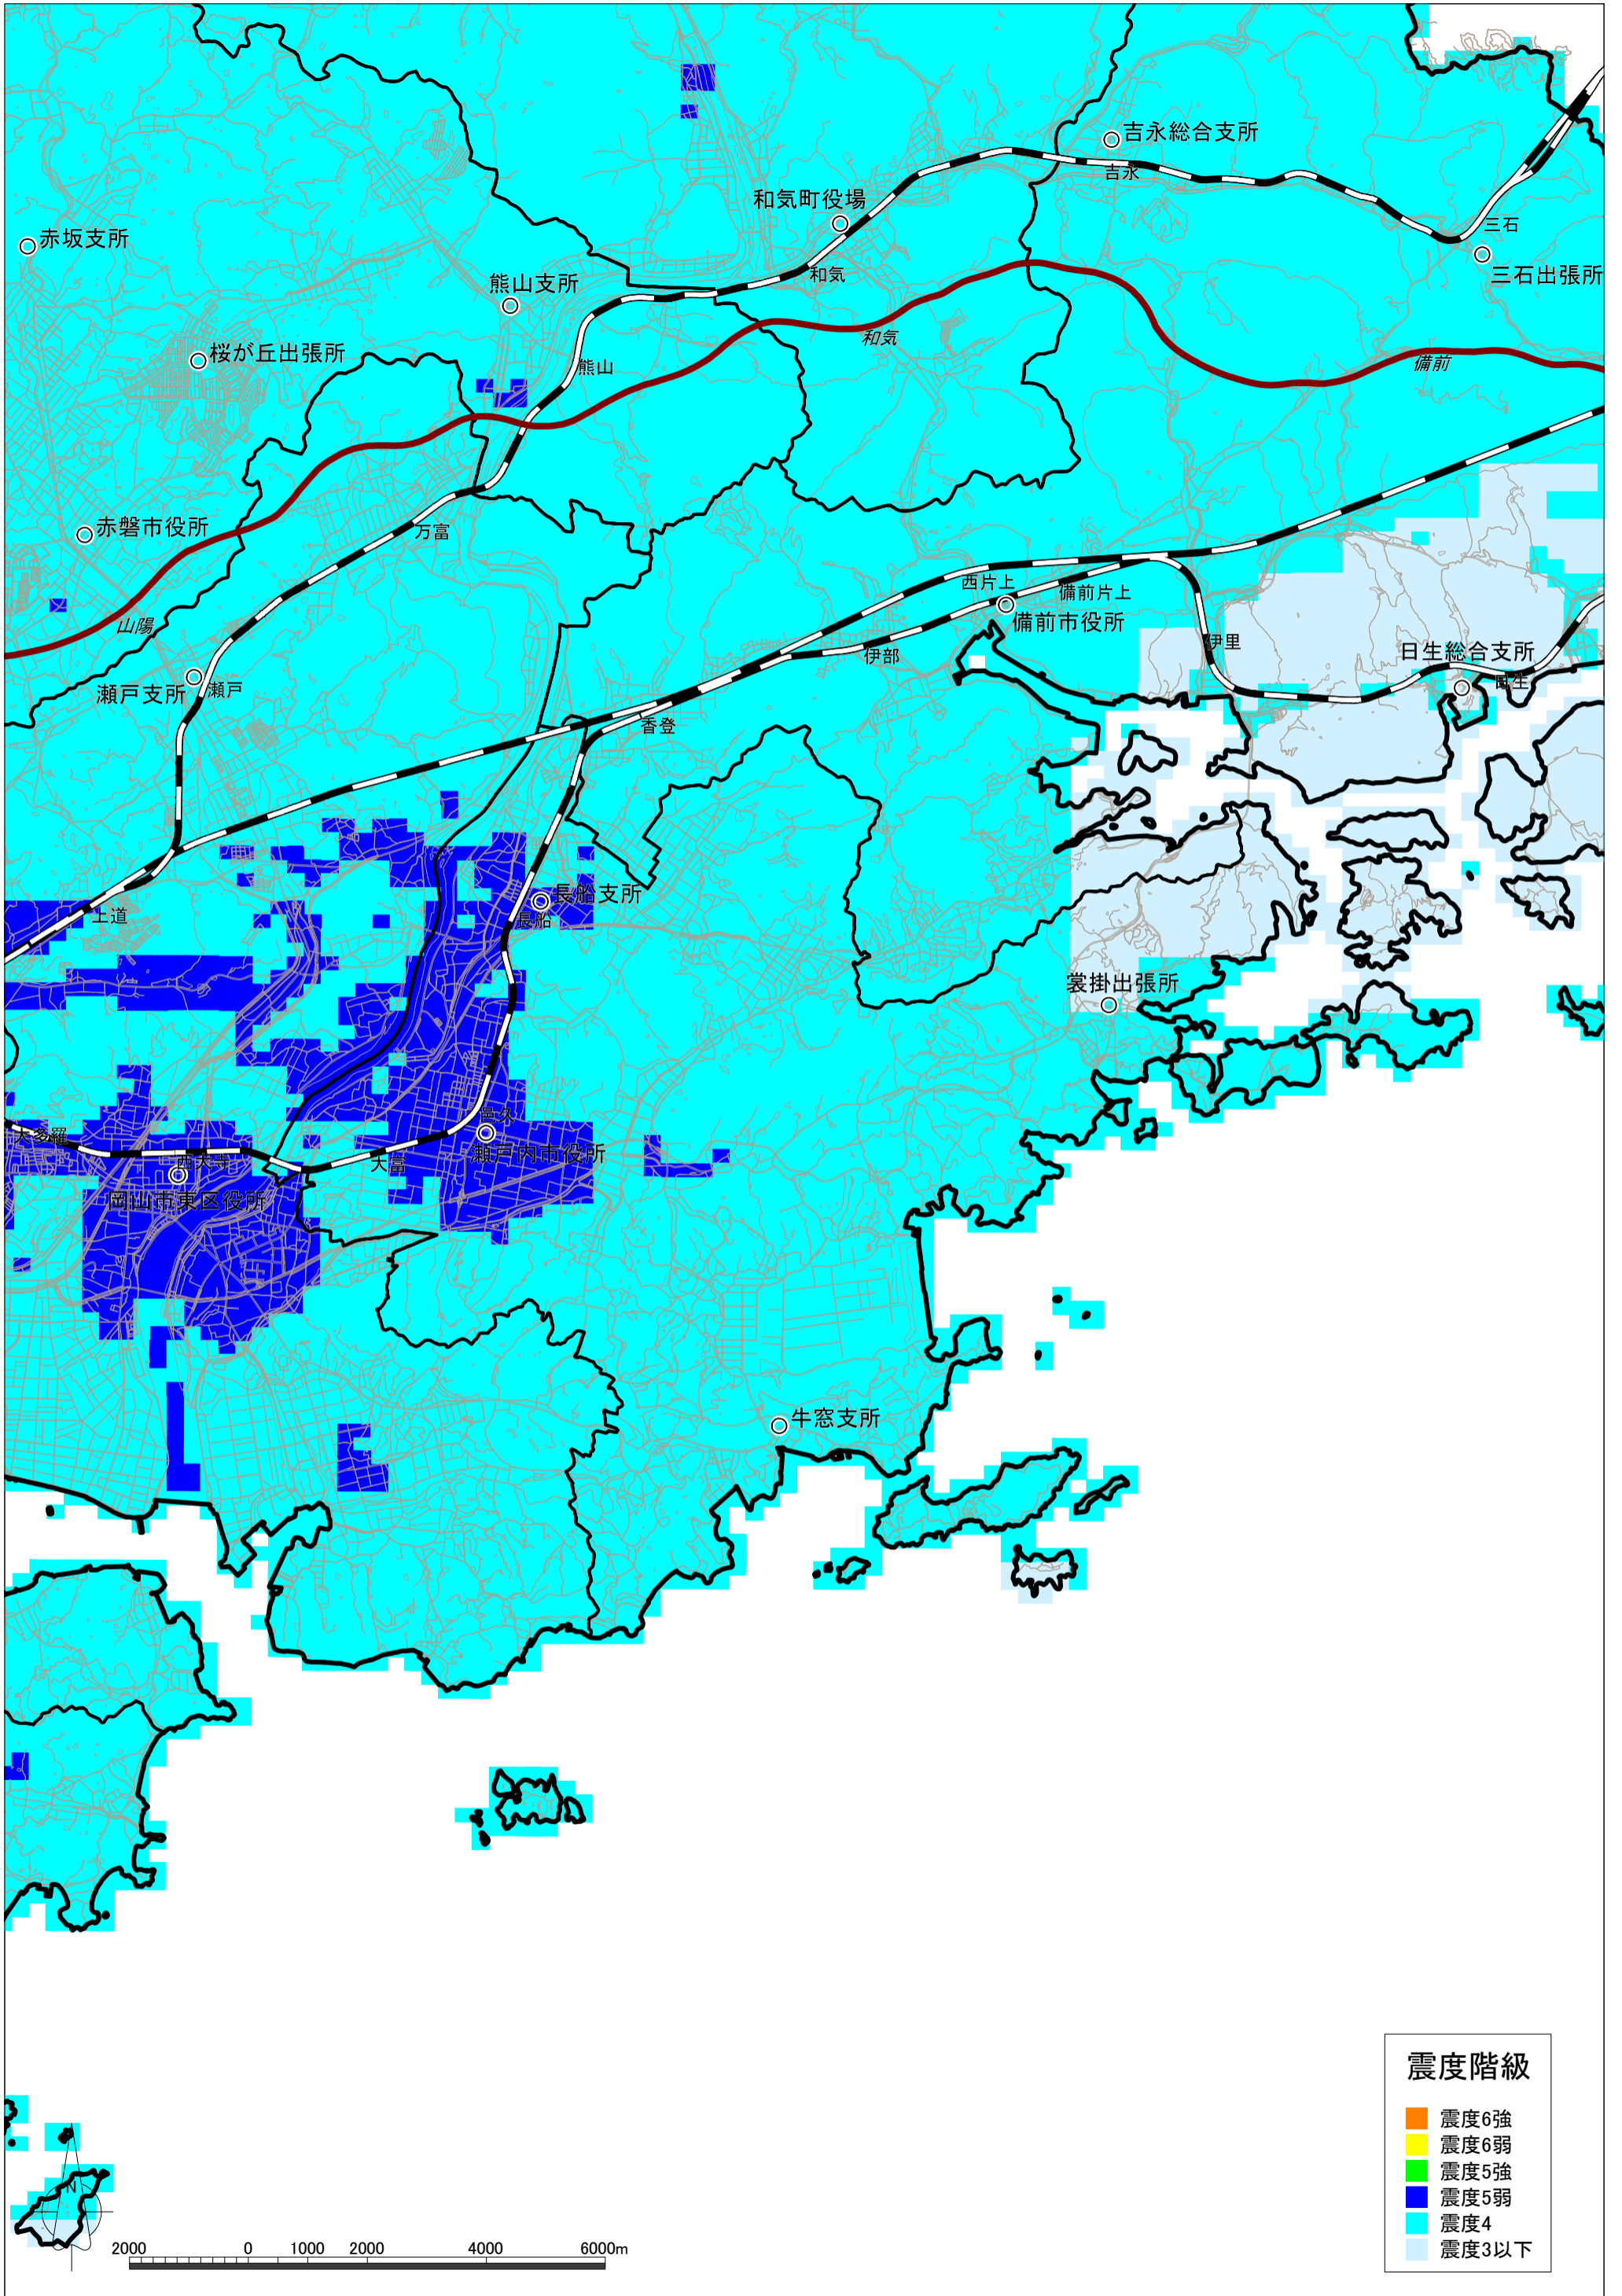 吉永総合支所
吉永
和気町役場
三石
赤坂支所
三石出張所
和気
熊山支所
和気
桜が丘出張所
備前
熊山
赤磐市役所
万富
西片上
備前片上
備前市役所
山陽
伊里
伊部
日生総合支所
日生
瀬戸支所
瀬戸
香登
長船支所
長船
上道
裳掛出張所
邑久
大多羅
瀬戸内市役所
西大寺
大富
岡山市東区役所
牛窓支所
震度階級
震度6強
震度6弱
震度5強
震度5弱
震度4
震度3以下
N
2000 0 1000 2000 4000 6000m